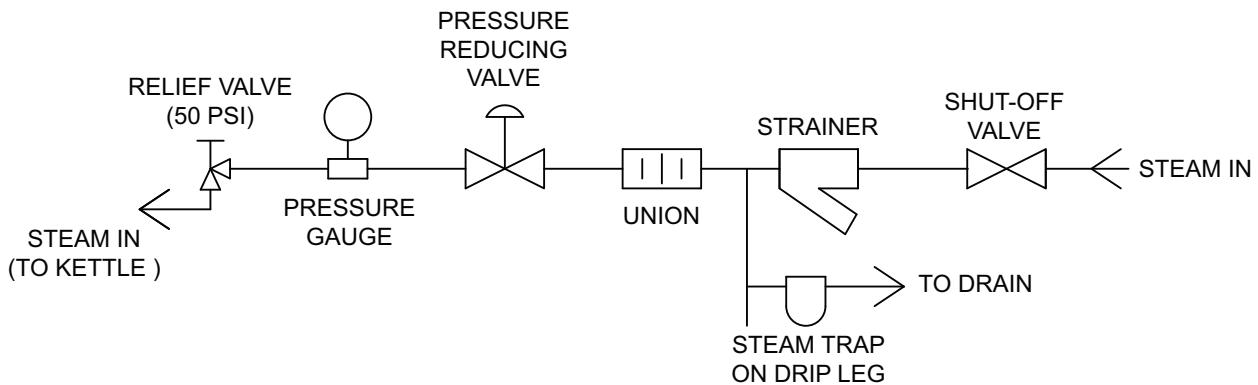 PRESSURE
REDUCING
VALVE
RELIEF VALVE
(50 PSI)
SHUT-OFF
VALVE
STRAINER
STEAM IN
PRESSURE
GAUGE
UNION
STEAM IN
(TO KETTLE )
TO DRAIN
STEAM TRAP
ON DRIP LEG